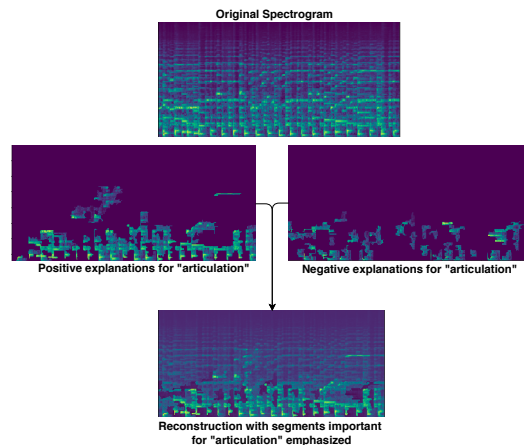 Original Spectrogram
Positive explanations for "articulation"
Negative explanations for "articulation"
Reconstruction with segments important
for "articulation" emphasized